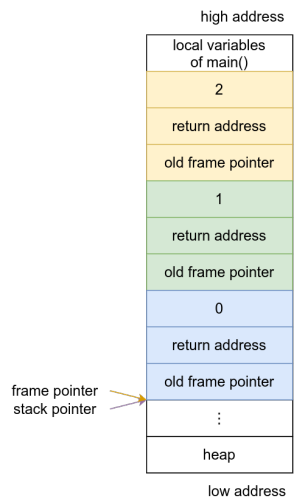 high address
local variables
of main()
2
return address
old frame pointer
1
return address
old frame pointer
0
return address
old frame pointer
frame pointer
stack pointer
⋮
heap
low address